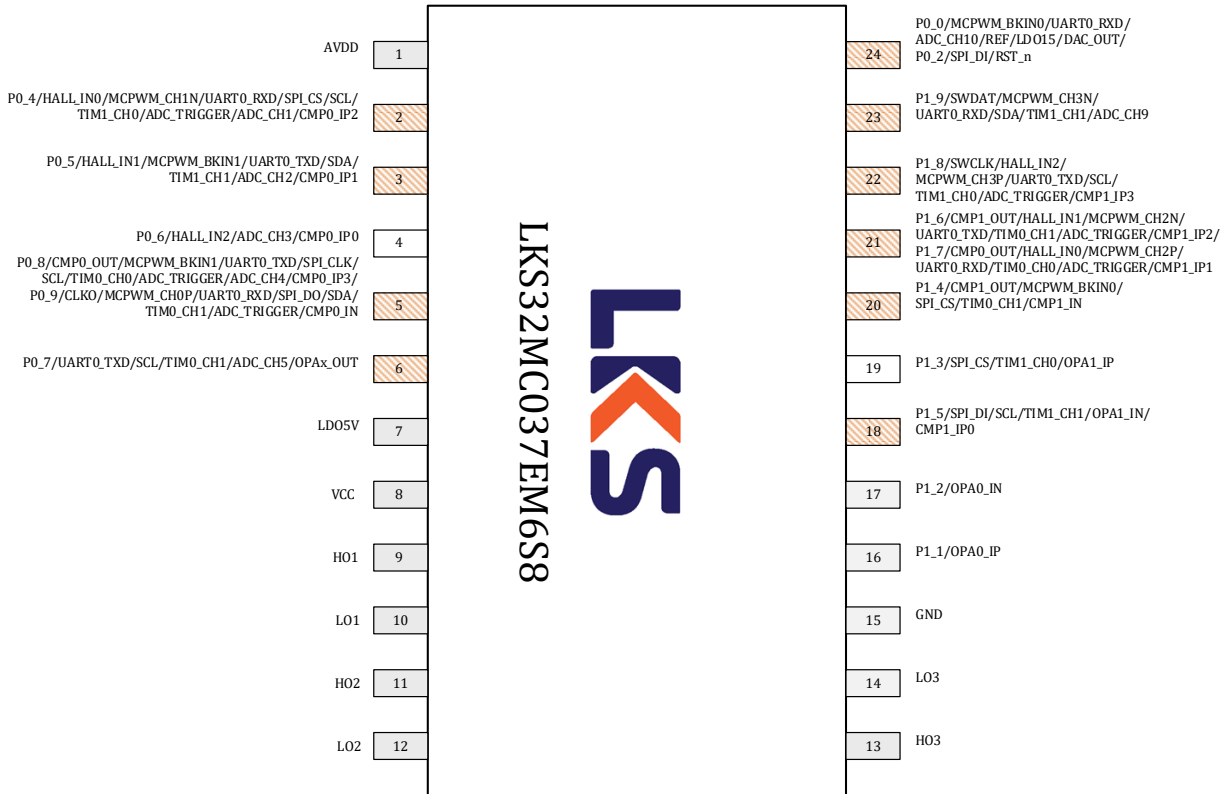 AVDD
1
P0_4/HALL_IN0/MCPWM_CH1N/UART0_RXD/SPI_CS/SCL/
TIM1_CH0/ADC_TRIGGER/ADC_CH1/CMP0_IP2
2
P0_5/HALL_IN1/MCPWM_BKIN1/UART0_TXD/SDA/
TIM1_CH1/ADC_CH2/CMP0_IP1
3
P0_6/HALL_IN2/ADC_CH3/CMP0_IP0
4
P0_8/CMP0_OUT/MCPWM_BKIN1/UART0_TXD/SPI_CLK/
SCL/TIM0_CH0/ADC_TRIGGER/ADC_CH4/CMP0_IP3/
P0_9/CLKO/MCPWM_CH0P/UART0_RXD/SPI_DO/SDA/
TIM0_CH1/ADC_TRIGGER/CMP0_IN
5
P0_7/UART0_TXD/SCL/TIM0_CH1/ADC_CH5/OPAx_OUT
6
LDO5V
7
VCC
8
HO1
9
LO1
10
HO2
11
LO2
12
LKS32MC037EM6S8
LKS
24
P0_0/MCPWM_BKIN0/UART0_RXD/
ADC_CH10/REF/LDO15/DAC_OUT/
P0_2/SPI_DI/RST_n
23
P1_9/SWDAT/MCPWM_CH3N/
UART0_RXD/SDA/TIM1_CH1/ADC_CH9
22
P1_8/SWCLK/HALL_IN2/
MCPWM_CH3P/UART0_TXD/SCL/
TIM1_CH0/ADC_TRIGGER/CMP1_IP3
21
P1_6/CMP1_OUT/HALL_IN1/MCPWM_CH2N/
UART0_TXD/TIM0_CH1/ADC_TRIGGER/CMP1_IP2/
P1_7/CMP0_OUT/HALL_IN0/MCPWM_CH2P/
UART0_RXD/TIM0_CH0/ADC_TRIGGER/CMP1_IP1
20
P1_4/CMP1_OUT/MCPWM_BKIN0/
SPI_CS/TIM0_CH1/CMP1_IN
19
P1_3/SPI_CS/TIM1_CH0/OPA1_IP
18
P1_5/SPI_DI/SCL/TIM1_CH1/OPA1_IN/
CMP1_IP0
17
P1_2/OPA0_IN
16
P1_1/OPA0_IP
15
GND
14
LO3
13
HO3